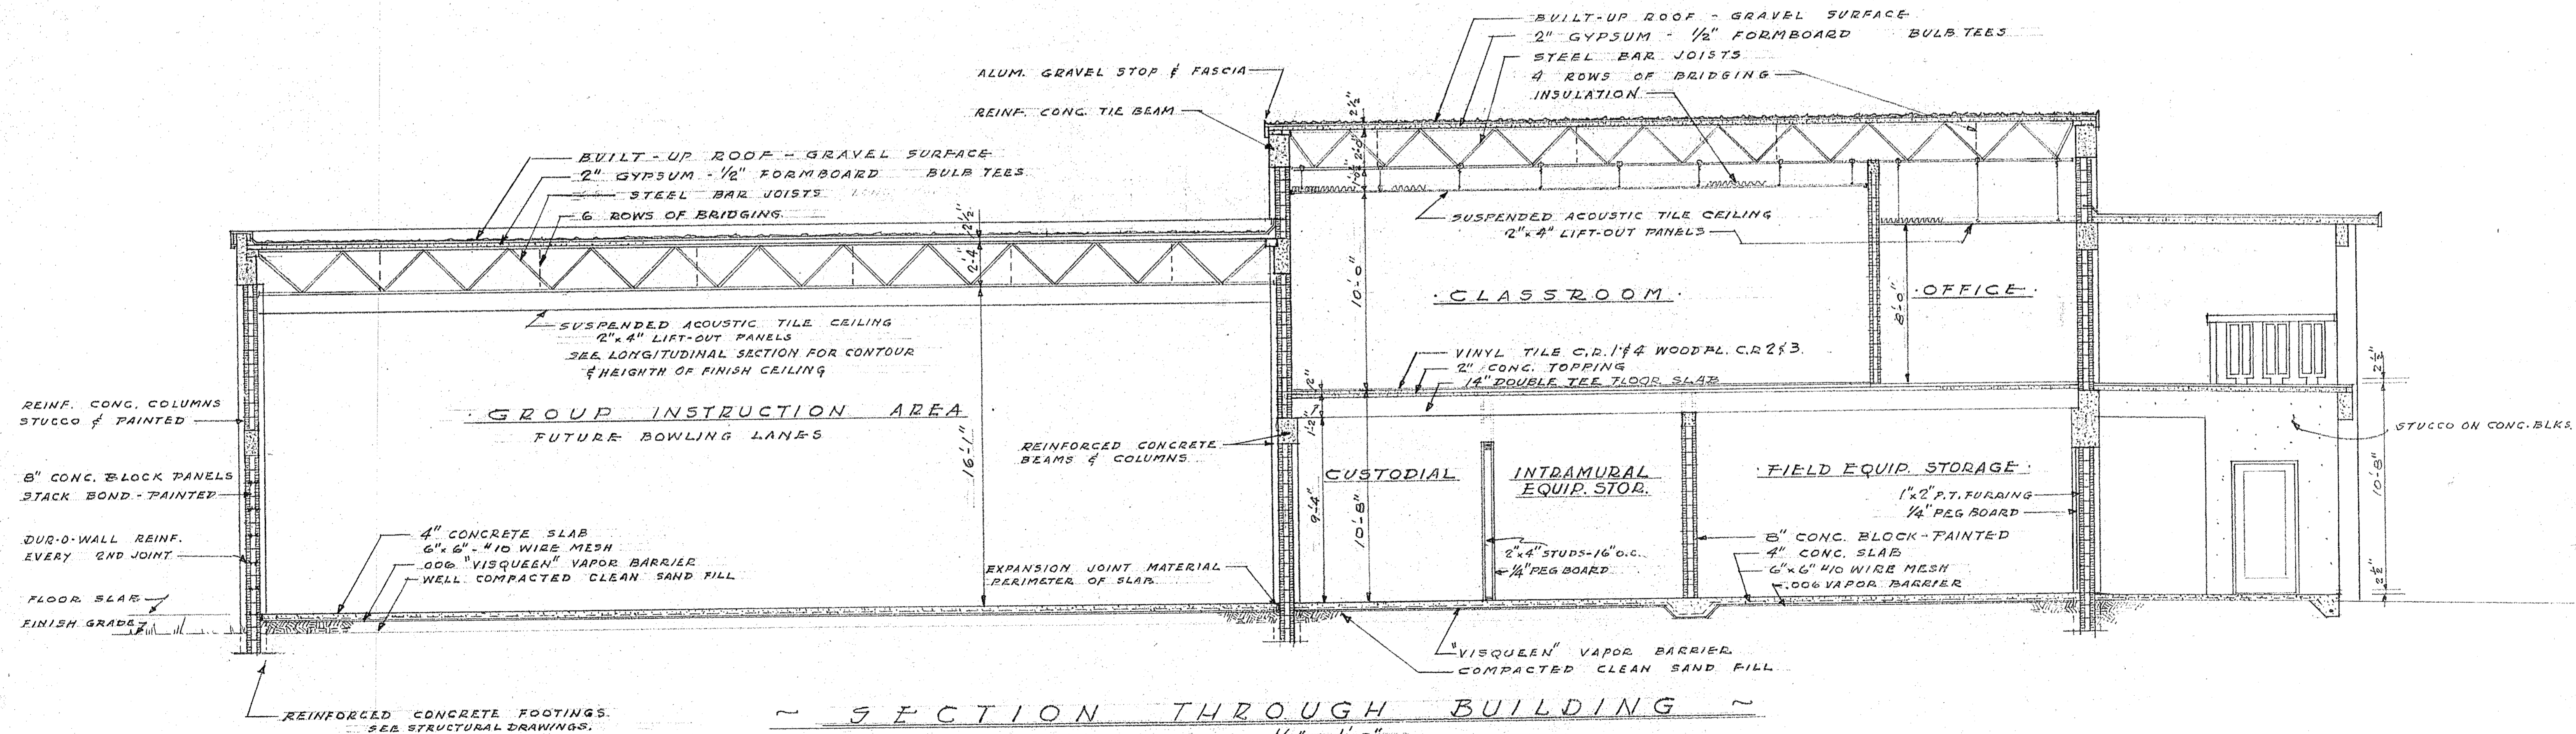 BUILT-UP ROOF - GRAVEL SURFACE
2" GYPSUM - 1/2" FORMBOARD BULB TEES
STEEL BAR JOISTS
4 ROWS OF BRIDGING
INSULATION
ALUM. GRAVEL STOP & FASCIA
REINF. CONC. TIE BEAM
BUILT-UP ROOF - GRAVEL SURFACE
2" GYPSUM - 1/2" FORMBOARD BULB TEES
STEEL BAR JOISTS
6 ROWS OF BRIDGING
2 1/2"
2'-4"
2 1/2"
2'-0"
SUSPENDED ACOUSTIC TILE CEILING
2"x4" LIFT-OUT PANELS
10'-0"
CLASSROOM
8'-0"
OFFICE
SUSPENDED ACOUSTIC TILE CEILING
2"x4" LIFT-OUT PANELS
SEE LONGITUDINAL SECTION FOR CONTOUR
& HEIGHTH OF FINISH CEILING
VINYL TILE C.R. 1 & 4 WOOD FL. C.R. 2 & 3.
2" CONC. TOPPING
14" DOUBLE TEE FLOOR SLAB
2"
1'-2"
2 1/2"
REINF. CONC. COLUMNS
STUCCO & PAINTED
GROUP INSTRUCTION AREA
FUTURE BOWLING LANES
16'-1"
REINFORCED CONCRETE
BEAMS & COLUMNS
STUCCO ON CONC. BLKS.
8" CONC. BLOCK PANELS
STACK BOND - PAINTED
CUSTODIAL
INTRAMURAL
EQUIP. STOR.
FIELD EQUIP. STORAGE
1"x2" P.T. FURRING
1/4" PEG BOARD
9'-4"
10'-8"
10'-8"
DUR-O-WALL REINF.
EVERY 2ND JOINT
4" CONCRETE SLAB
6"x6" - #10 WIRE MESH
.006 "VISQUEEN" VAPOR BARRIER
WELL COMPACTED CLEAN SAND FILL
EXPANSION JOINT MATERIAL
PERIMETER OF SLAB
2"x4" STUDS - 16" O.C.
1/4" PEG BOARD
8" CONC. BLOCK - PAINTED
4" CONC. SLAB
6"x6" #10 WIRE MESH
.006 VAPOR BARRIER
2 1/2"
FLOOR SLAB
FINISH GRADE
"VISQUEEN" VAPOR BARRIER
COMPACTED CLEAN SAND FILL
REINFORCED CONCRETE FOOTINGS.
SEE STRUCTURAL DRAWINGS.
~ SECTION THROUGH BUILDING ~